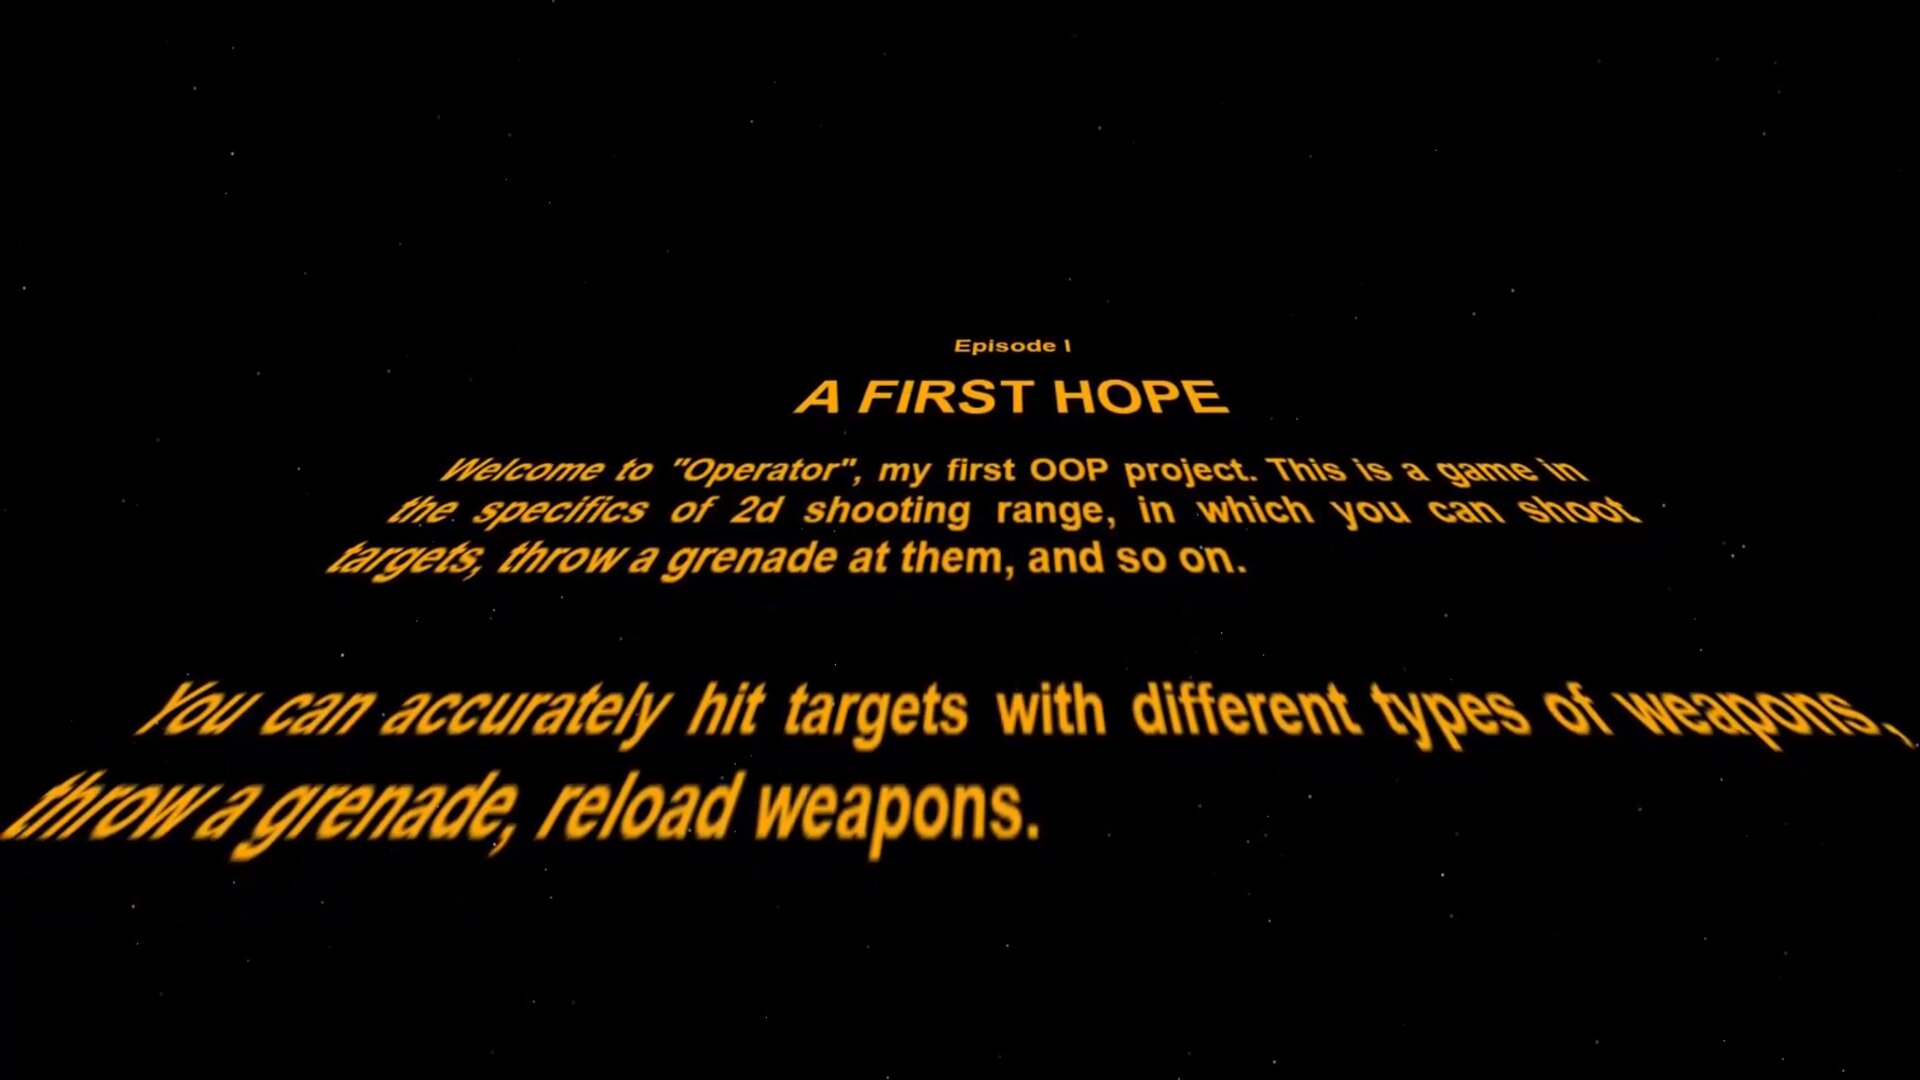 Episode I
A FIRST HOPE
Welcome to "Operator", my first OOP project. This is a game in
the specifics of 2d shooting range, in which you can shoot
targets, throw a grenade at them, and so on.
You can accurately hit targets with different types of weapons,
throw a grenade, reload weapons.